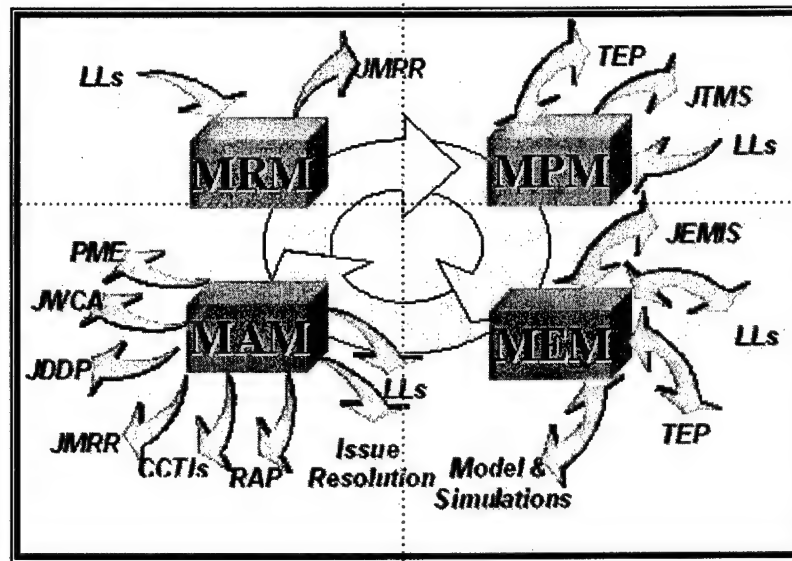 LLs
JMRR
MRM
TEP
JTMS
LLs
MPM
PME
JWCA
JDDP
JMRR
CCTIs
RAP
MAM
LLs
Issue
Resolution
JEMIS
LLs
MEM
TEP
Model &
Simulations